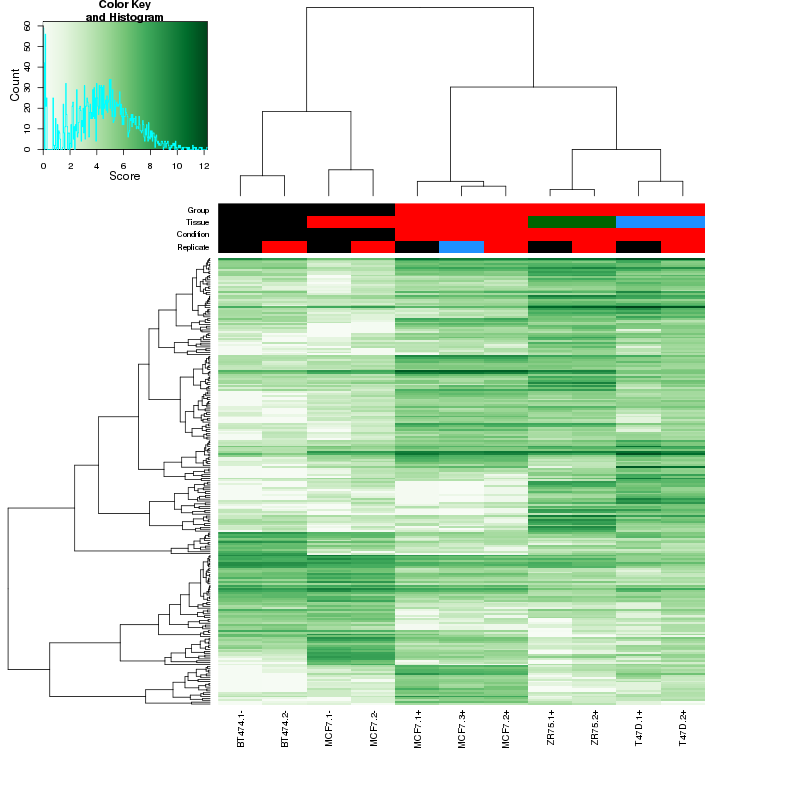 Color Key
and Histogram
Count
0 10 20 30 40 50 60
0 2 4 6 8 10 12
Score
Group
Tissue
Condition
Replicate
BT474.1-
BT474.2-
MCF7.1-
MCF7.2-
MCF7.1+
MCF7.3+
MCF7.2+
ZR75.1+
ZR75.2+
T47D.1+
T47D.2+